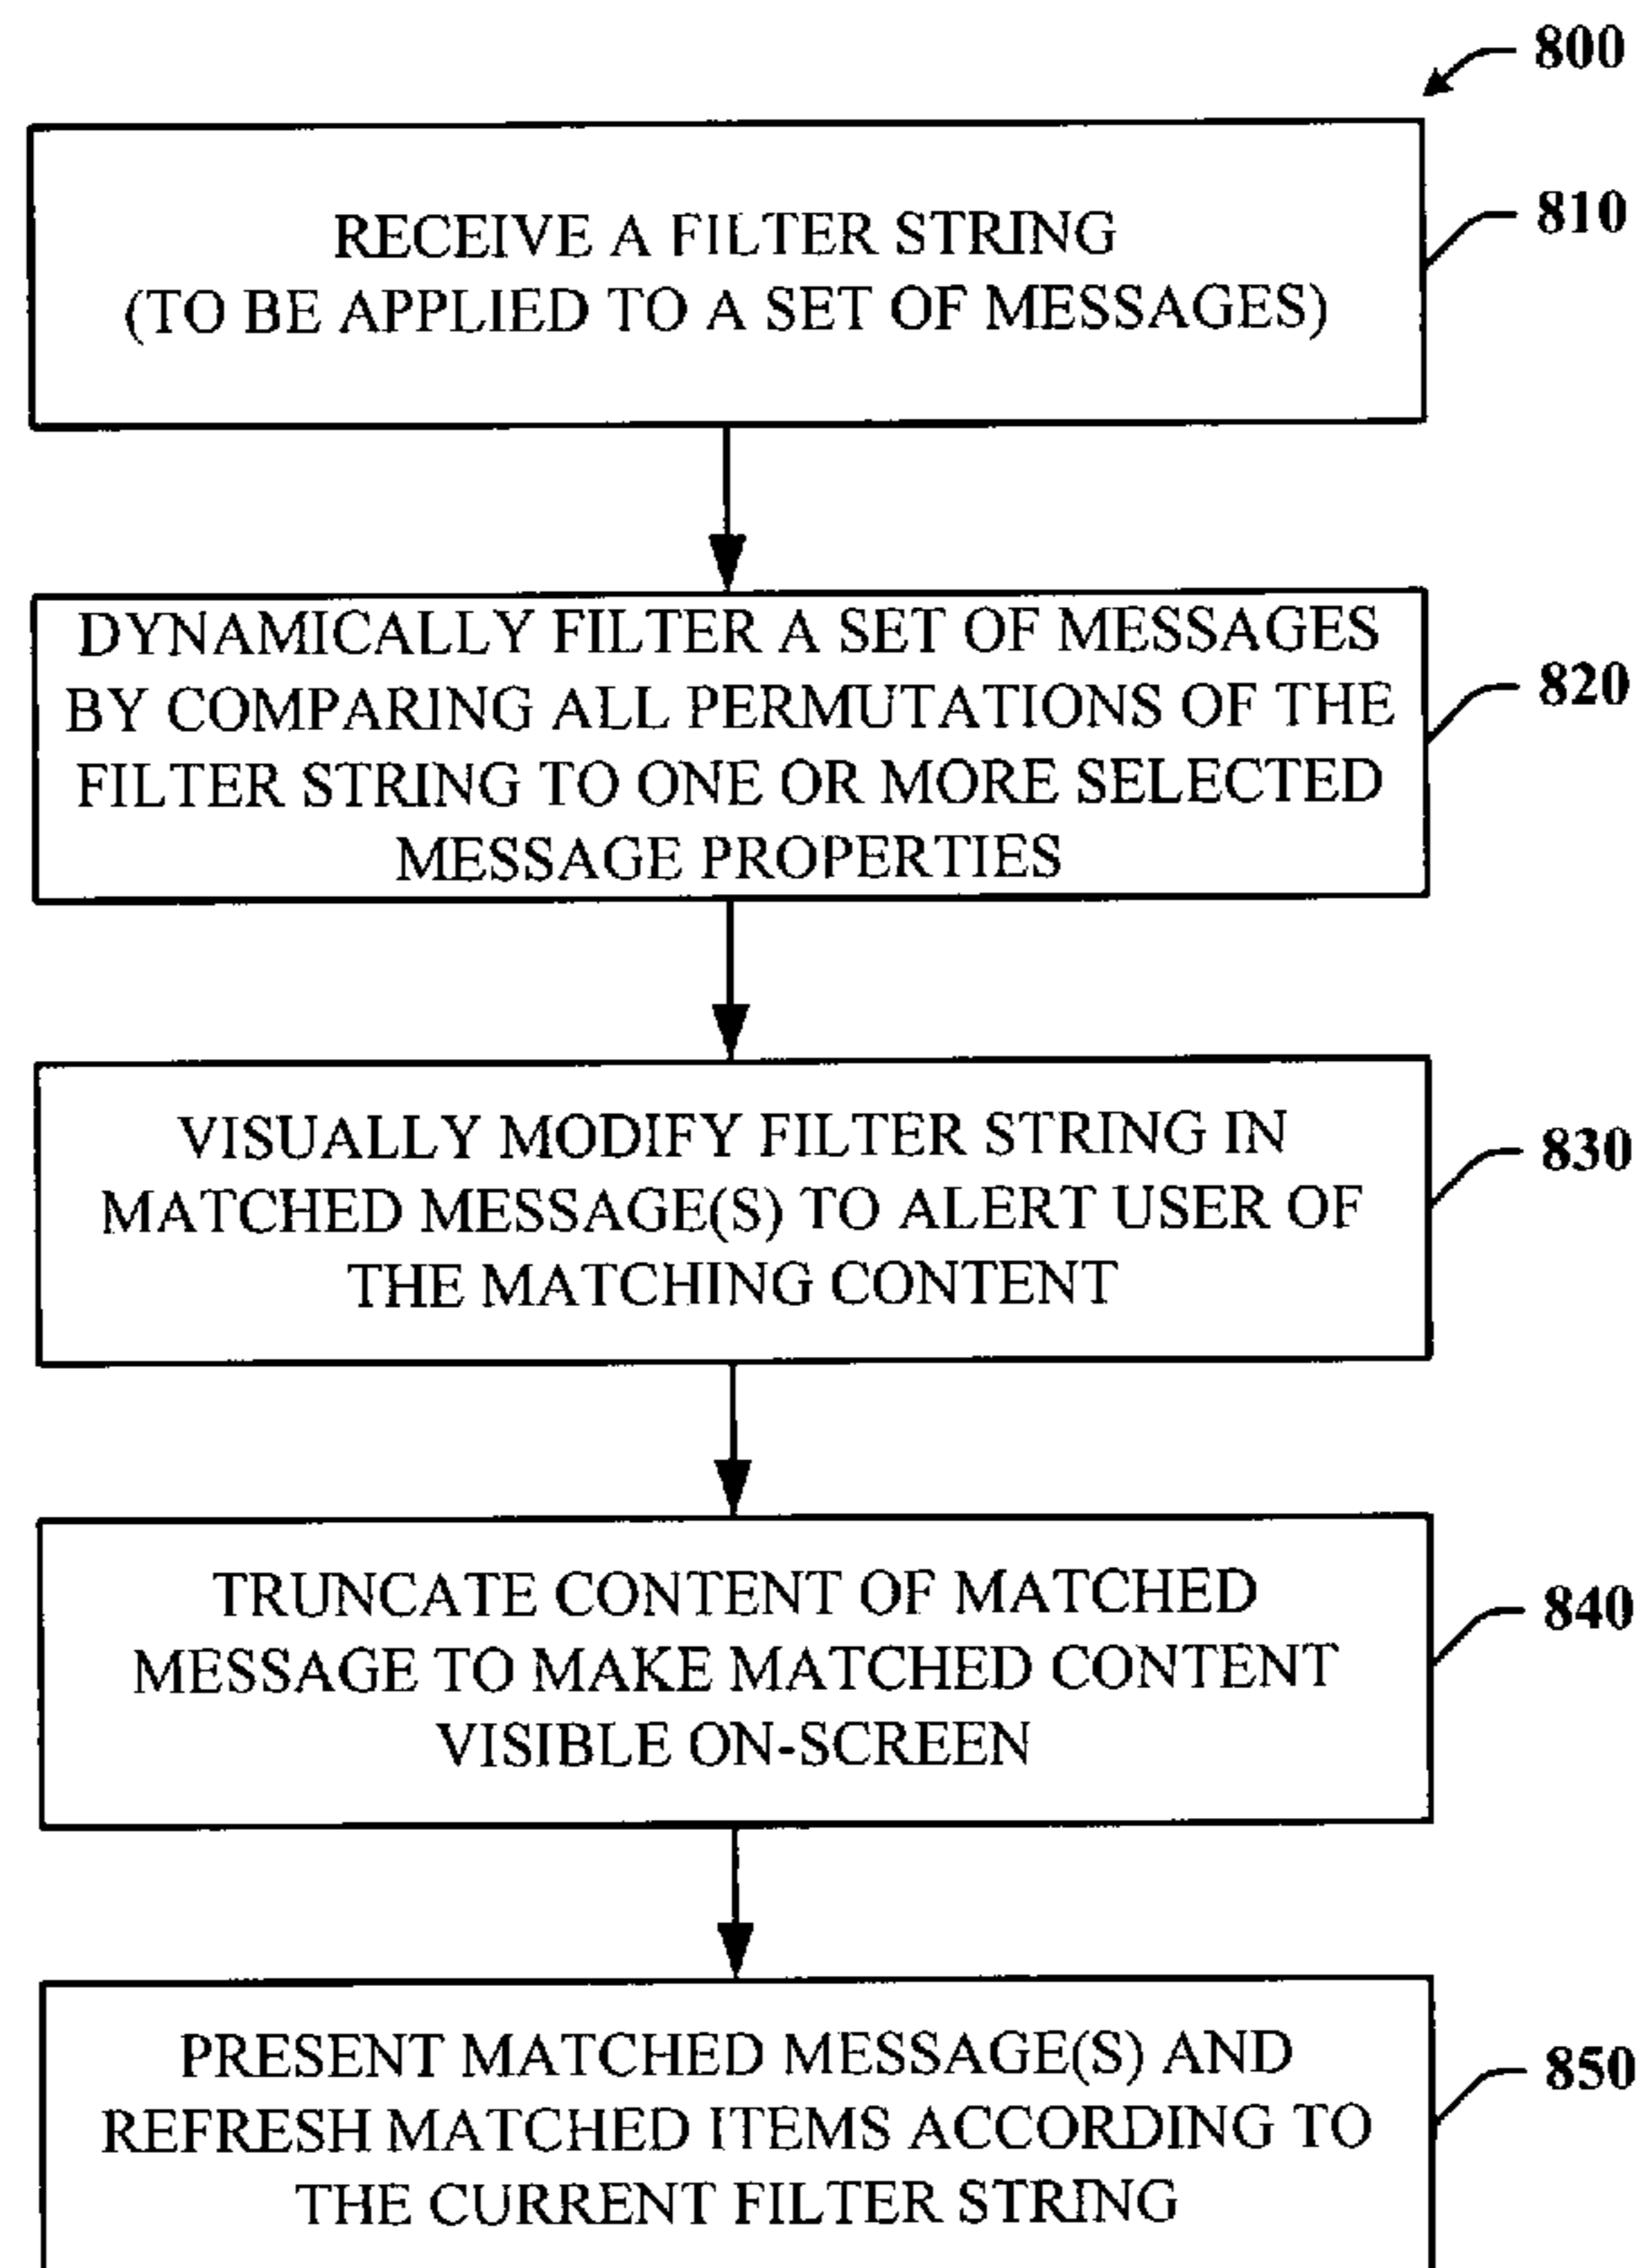 800
RECEIVE A FILTER STRING
(TO BE APPLIED TO A SET OF MESSAGES)
810
DYNAMICALLY FILTER A SET OF MESSAGES
BY COMPARING ALL PERMUTATIONS OF THE
FILTER STRING TO ONE OR MORE SELECTED
MESSAGE PROPERTIES
820
VISUALLY MODIFY FILTER STRING IN
MATCHED MESSAGE(S) TO ALERT USER OF
THE MATCHING CONTENT
830
TRUNCATE CONTENT OF MATCHED
MESSAGE TO MAKE MATCHED CONTENT
VISIBLE ON-SCREEN
840
PRESENT MATCHED MESSAGE(S) AND
REFRESH MATCHED ITEMS ACCORDING TO
THE CURRENT FILTER STRING
850